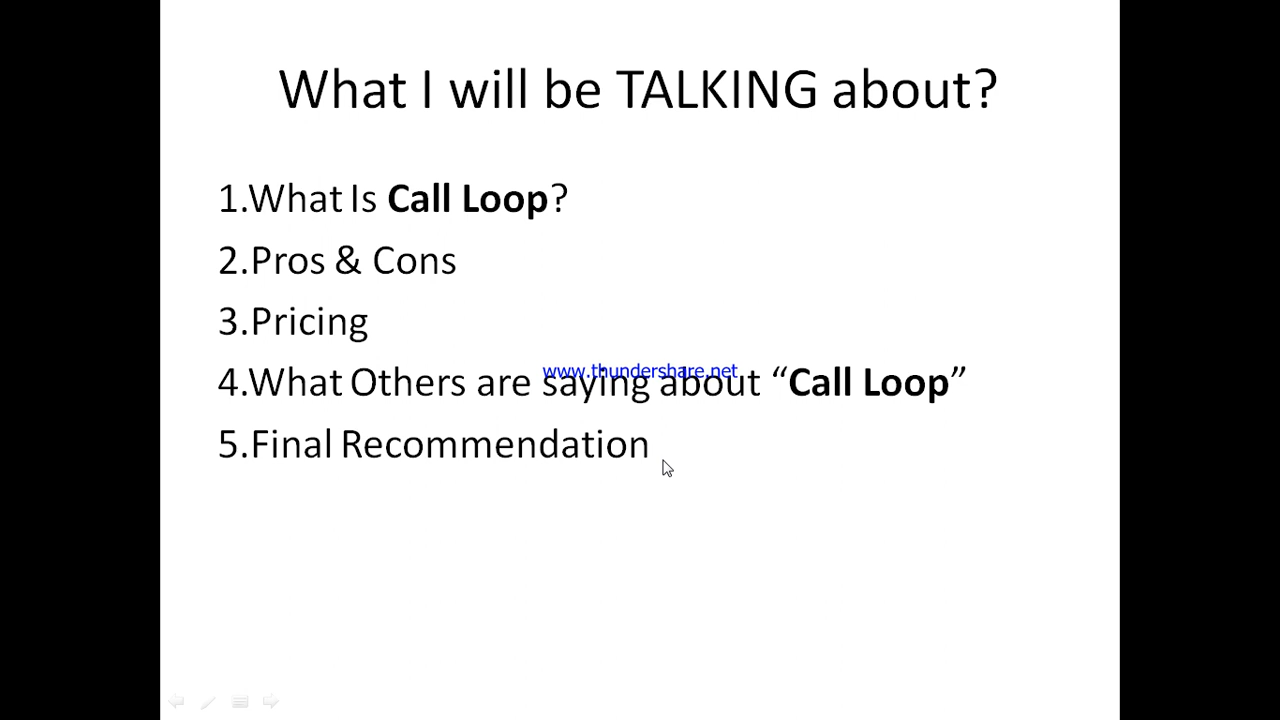 What I will be TALKING about?
1.What Is Call Loop?
2.Pros & Cons
3.Pricing
www.thundershare.net
4.What Others are saying about “Call Loop”
5.Final Recommendation